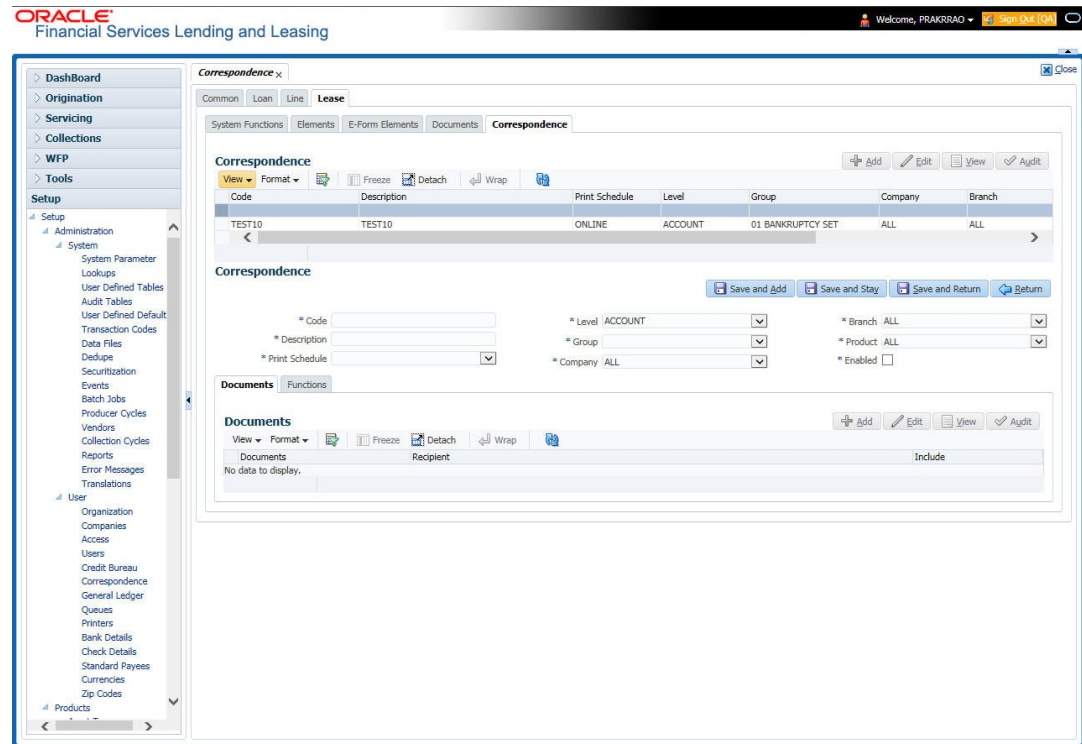 ORACLE
Financial Services Lending and Leasing
Welcome, PRAKRRAO
Sign Out [QA]
Close
DashBoard
Origination
Servicing
Collections
WFP
Tools
Setup
Setup
Administration
System
System Parameter
Lookups
User Defined Tables
Audit Tables
User Defined Default
Transaction Codes
Data Files
Dedupe
Securitization
Events
Batch Jobs
Producer Cycles
Vendors
Collection Cycles
Reports
Error Messages
Translations
User
Organization
Companies
Access
Users
Credit Bureau
Correspondence
General Ledger
Queues
Printers
Bank Details
Check Details
Standard Payees
Currencies
Zip Codes
Products
Correspondence x
Common Loan Line Lease
System Functions Elements E-Form Elements Documents Correspondence
Correspondence
Add Edit View Audit
View Format Freeze Detach Wrap
Code Description Print Schedule Level Group Company Branch
TEST10 TEST10 ONLINE ACCOUNT 01 BANKRUPTCY SET ALL ALL
Correspondence
Save and Add Save and Stay Save and Return Return
* Code * Level ACCOUNT * Branch ALL
* Description * Group * Product ALL
* Print Schedule * Company ALL * Enabled
Documents Functions
Documents
Add Edit View Audit
View Format Freeze Detach Wrap
Documents Recipient Include
No data to display.